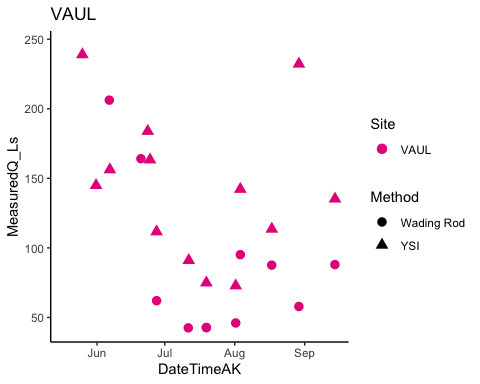 VAUL
250
200
150
100
50
MeasuredQ_Ls
Jun
Jul
Aug
Sep
DateTimeAK
Site
VAUL
Method
Wading Rod
YSI